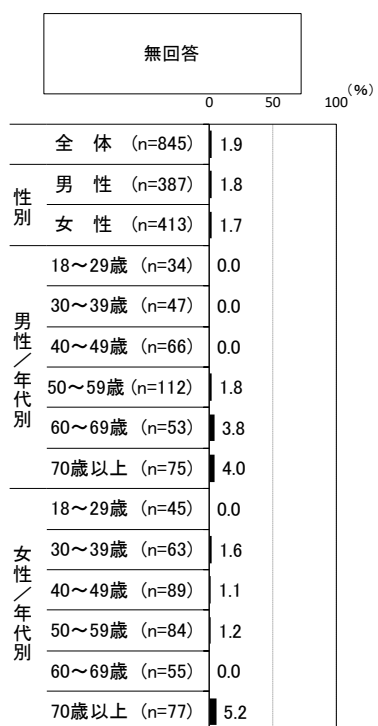 無回答
(%)
0 50 100
全 体 (n=845) 1.9
性別
男 性 (n=387) 1.8
女 性 (n=413) 1.7
男性/年代別
18～29歳 (n=34) 0.0
30～39歳 (n=47) 0.0
40～49歳 (n=66) 0.0
50～59歳 (n=112) 1.8
60～69歳 (n=53) 3.8
70歳以上 (n=75) 4.0
女性/年代別
18～29歳 (n=45) 0.0
30～39歳 (n=63) 1.6
40～49歳 (n=89) 1.1
50～59歳 (n=84) 1.2
60～69歳 (n=55) 0.0
70歳以上 (n=77) 5.2